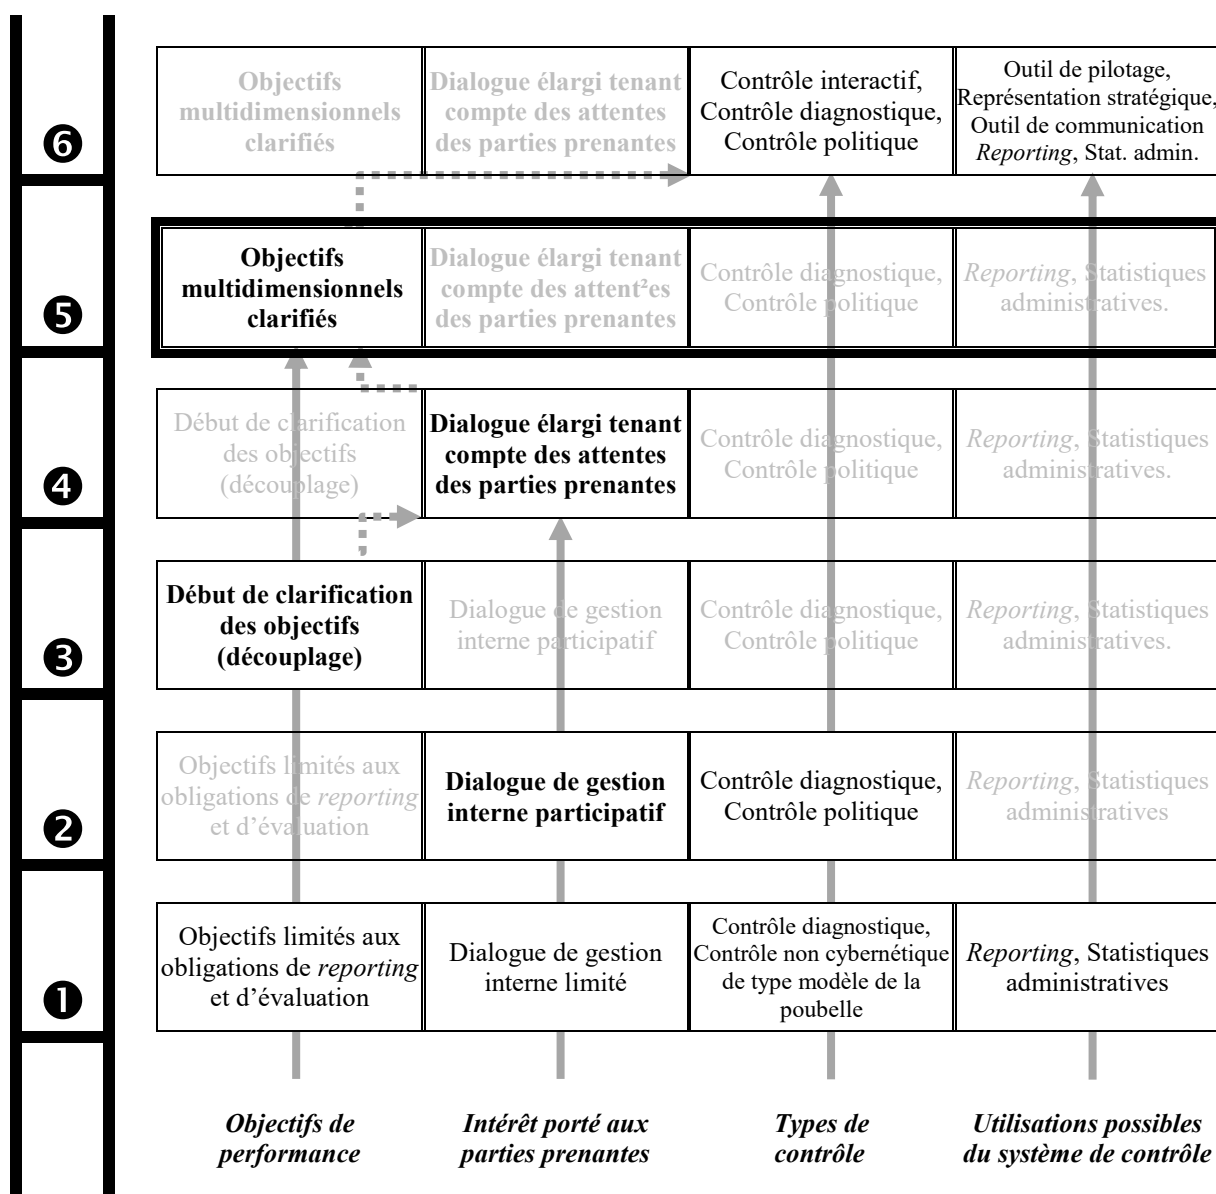 ❻
Objectifs
multidimensionnels
clarifiés
Dialogue élargi tenant
compte des attentes
des parties prenantes
Contrôle interactif,
Contrôle diagnostique,
Contrôle politique
Outil de pilotage,
Représentation stratégique,
Outil de communication
Reporting, Stat. admin.
❺
Objectifs
multidimensionnels
clarifiés
Dialogue élargi tenant
compte des attent²es
des parties prenantes
Contrôle diagnostique,
Contrôle politique
Reporting, Statistiques
administratives.
❹
Début de clarification
des objectifs
(découplage)
Dialogue élargi tenant
compte des attentes
des parties prenantes
Contrôle diagnostique,
Contrôle politique
Reporting, Statistiques
administratives.
❸
Début de clarification
des objectifs
(découplage)
Dialogue de gestion
interne participatif
Contrôle diagnostique,
Contrôle politique
Reporting, Statistiques
administratives.
❷
Objectifs limités aux
obligations de reporting
et d’évaluation
Dialogue de gestion
interne participatif
Contrôle diagnostique,
Contrôle politique
Reporting, Statistiques
administratives
❶
Objectifs limités aux
obligations de reporting
et d’évaluation
Dialogue de gestion
interne limité
Contrôle diagnostique,
Contrôle non cybernétique
de type modèle de la
poubelle
Reporting, Statistiques
administratives
Objectifs de
performance
Intérêt porté aux
parties prenantes
Types de
contrôle
Utilisations possibles
du système de contrôle